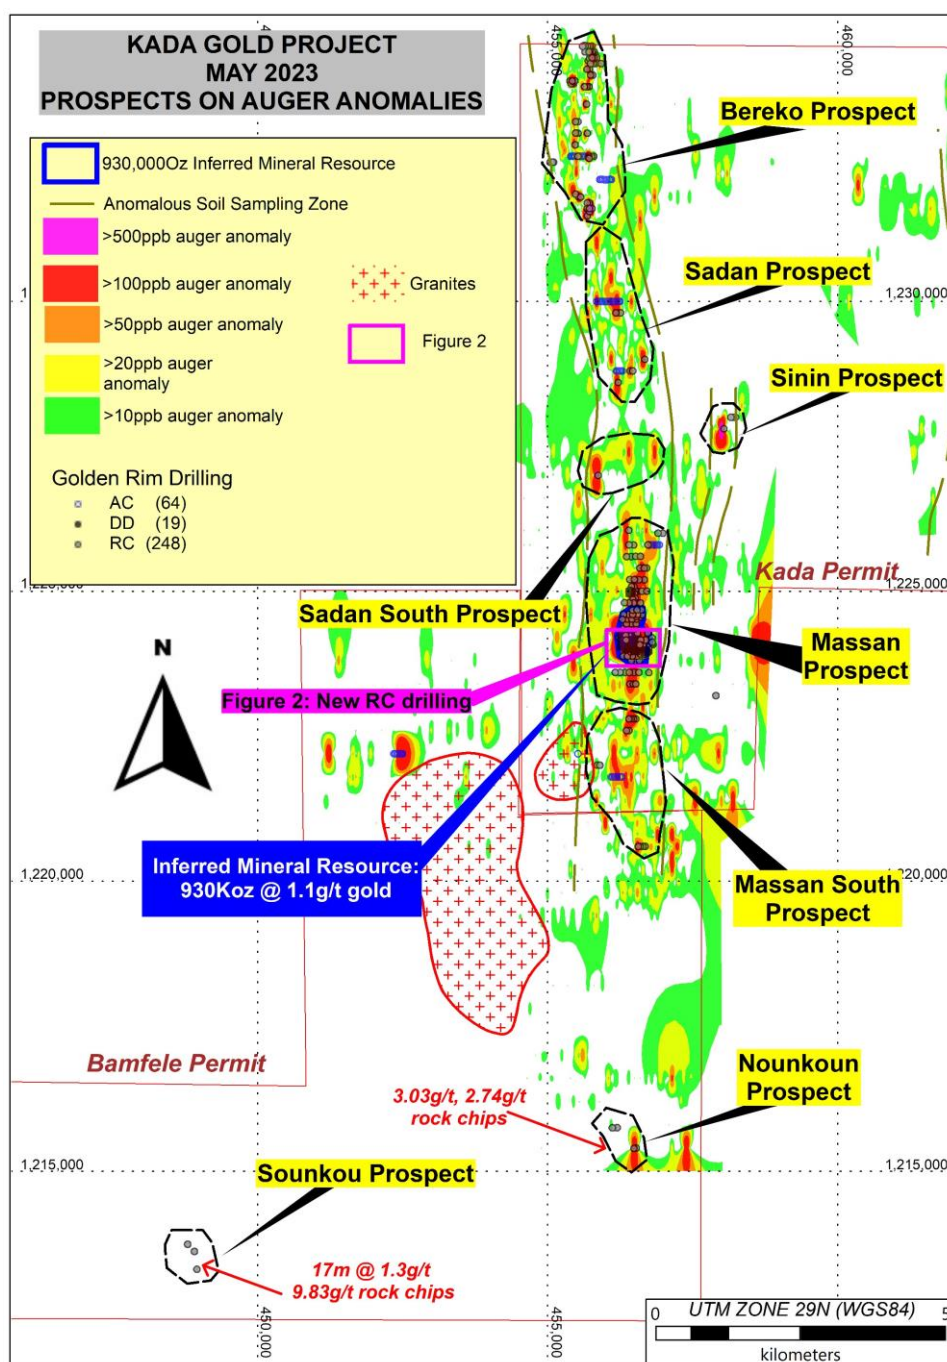 KADA GOLD PROJECT
MAY 2023
PROSPECTS ON AUGER ANOMALIES
930,000Oz Inferred Mineral Resource
Anomalous Soil Sampling Zone
>500ppb auger anomaly
>100ppb auger anomaly
>50ppb auger anomaly
>20ppb auger
anomaly
>10ppb auger anomaly
Granites
Figure 2
Golden Rim Drilling
AC (64)
DD (19)
RC (248)
455,000
460,000
Bereko Prospect
Sadan Prospect
1,230,000
Sinin Prospect
Kada Permit
1,225,000
Sadan South Prospect
Massan
Prospect
N
Figure 2: New RC drilling
Inferred Mineral Resource:
930Koz @ 1.1g/t gold
1,220,000
Massan South
Prospect
Bamfele Permit
Nounkoun
Prospect
3.03g/t, 2.74g/t
rock chips
1,215,000
1,215,000
Sounkou Prospect
17m @ 1.3g/t
9.83g/t rock chips
450,000
455,000
UTM ZONE 29N (WGS84)
0
5
kilometers